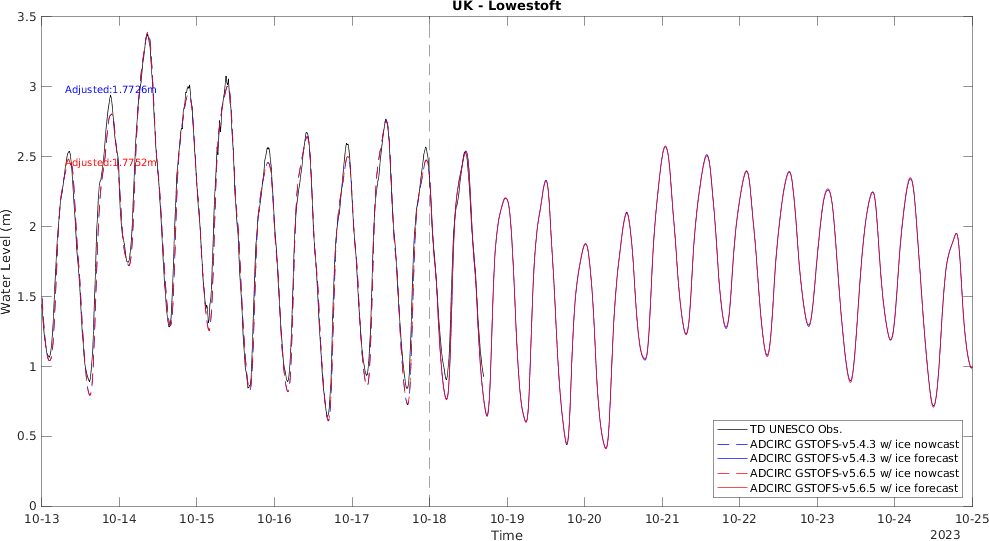 UK - Lowestoft
3.5
3
2.5
2
1.5
1
0.5
0
Water Level (m)
Adjusted:1.7726m
Adjusted:1.7752m
TD UNESCO Obs.
ADCIRC GSTOFS-v5.4.3 w/ ice nowcast
ADCIRC GSTOFS-v5.4.3 w/ ice forecast
ADCIRC GSTOFS-v5.6.5 w/ ice nowcast
ADCIRC GSTOFS-v5.6.5 w/ ice forecast
10-13 10-14 10-15 10-16 10-17 10-18 10-19 10-20 10-21 10-22 10-23 10-24 10-25
Time
2023